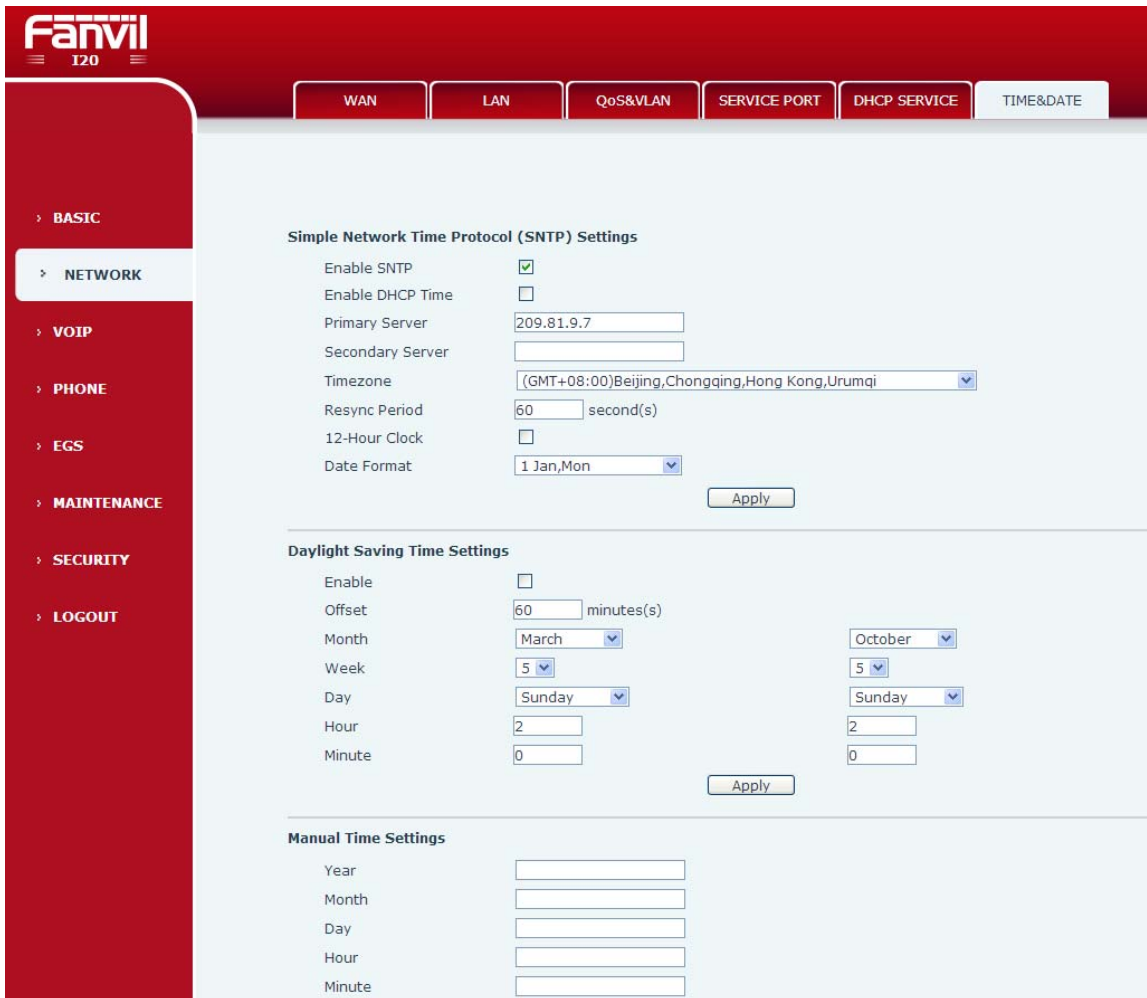 Fanvil
I20
WAN LAN QoS&VLAN SERVICE PORT DHCP SERVICE TIME&DATE
› BASIC
› NETWORK
› VOIP
› PHONE
› EGS
› MAINTENANCE
› SECURITY
› LOGOUT
Simple Network Time Protocol (SNTP) Settings
Enable SNTP
Enable DHCP Time
Primary Server 209.81.9.7
Secondary Server
Timezone (GMT+08:00)Beijing,Chongqing,Hong Kong,Urumqi
Resync Period 60 second(s)
12-Hour Clock
Date Format 1 Jan,Mon
Apply
Daylight Saving Time Settings
Enable
Offset 60 minutes(s)
Month March October
Week 5 5
Day Sunday Sunday
Hour 2 2
Minute 0 0
Apply
Manual Time Settings
Year
Month
Day
Hour
Minute